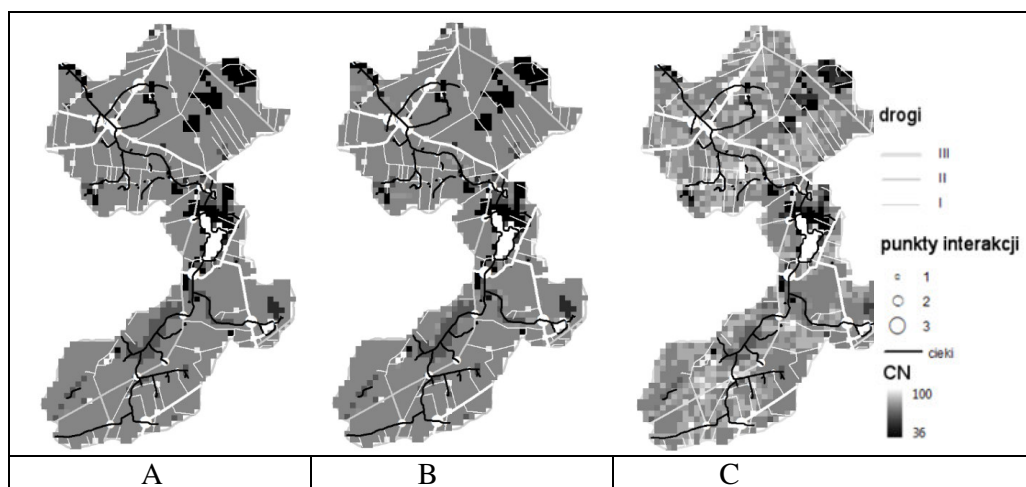 drogi
III
II
I
punkty interakcji
1
2
3
cieki
CN
100
36
A B C